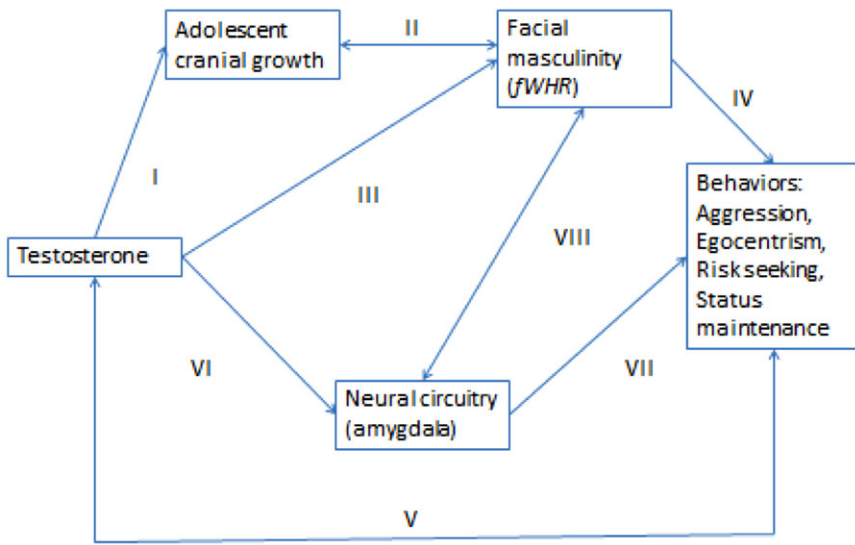 Adolescent
cranial growth
II
Facial
masculinity
(fWHR)
IV
I
III
Behaviors:
Aggression,
Egocentrism,
Risk seeking,
Status
maintenance
Testosterone
VIII
VI
VII
Neural circuitry
(amygdala)
V